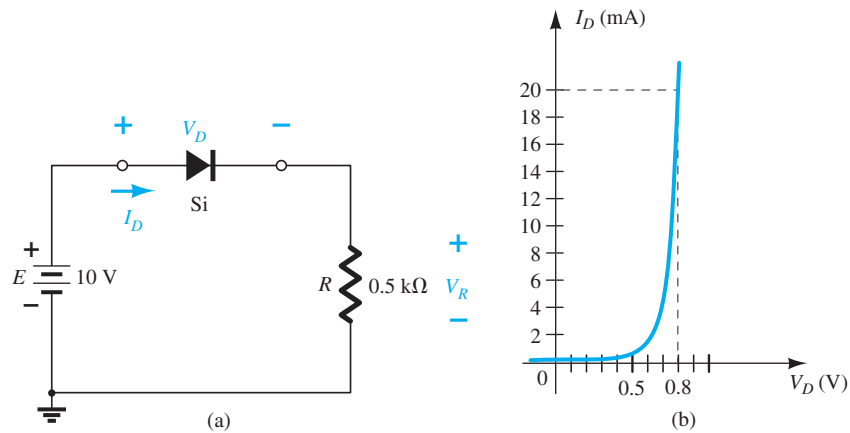 + V_D −
I_D
Si
+
E 10 V
−
R 0.5 kΩ
+
V_R
−
(a)
I_D (mA)
20
18
16
14
12
10
8
6
4
2
0
0.5 0.8 V_D (V)
(b)